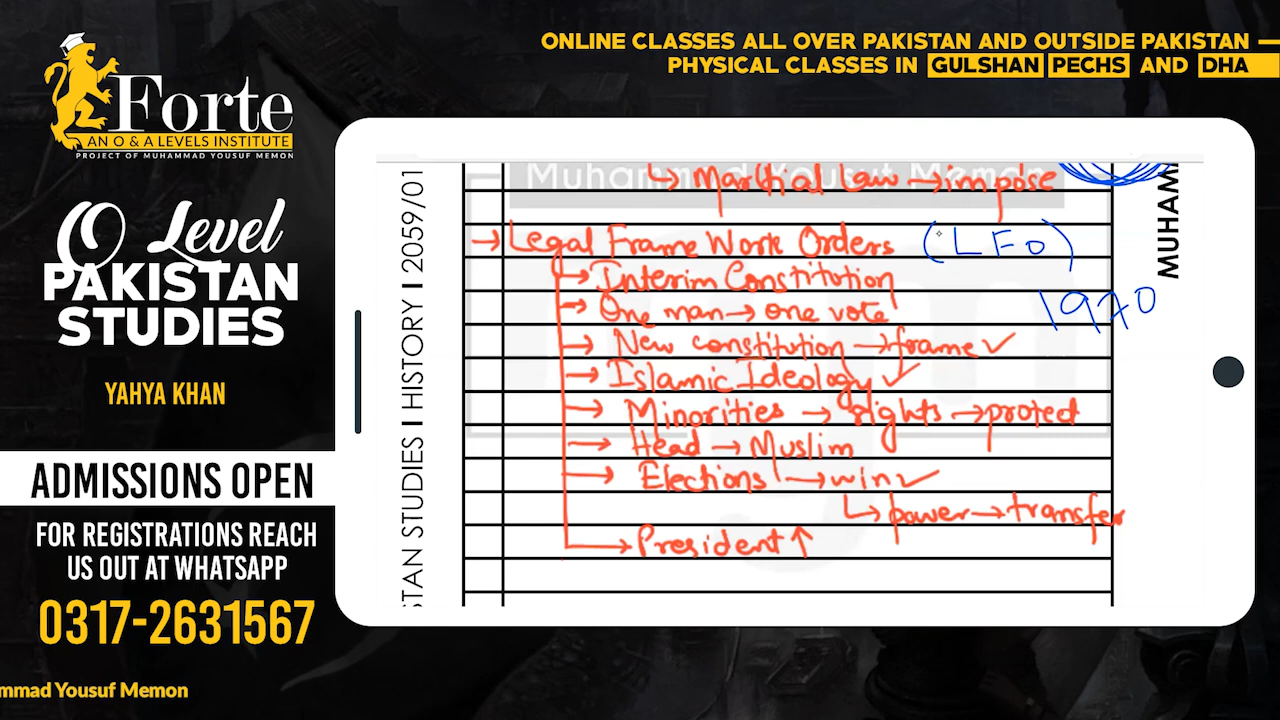 Forte
AN O & A LEVELS INSTITUTE
PROJECT OF MUHAMMAD YOUSUF MEMON
O Level
PAKISTAN
STUDIES
YAHYA KHAN
ADMISSIONS OPEN
FOR REGISTRATIONS REACH
US OUT AT WHATSAPP
0317-2631567
mmad Yousuf Memon
ONLINE CLASSES ALL OVER PAKISTAN AND OUTSIDE PAKISTAN
PHYSICAL CLASSES IN GULSHAN PECHS AND DHA
STAN STUDIES I HISTORY I 2059/01
Muhammad Yousuf Memo
↳ Martial Law → impose
→ Legal Frame Work Orders (LFO)
→ Interim Constitution
1970
→ One man → one vote
→ New constitution → frame ✓
→ Islamic Ideology ✓
→ Minorities → rights → protect
→ Head → Muslim
→ Elections → win ✓
↳ power → transfer
→ President ↑
MUHAM